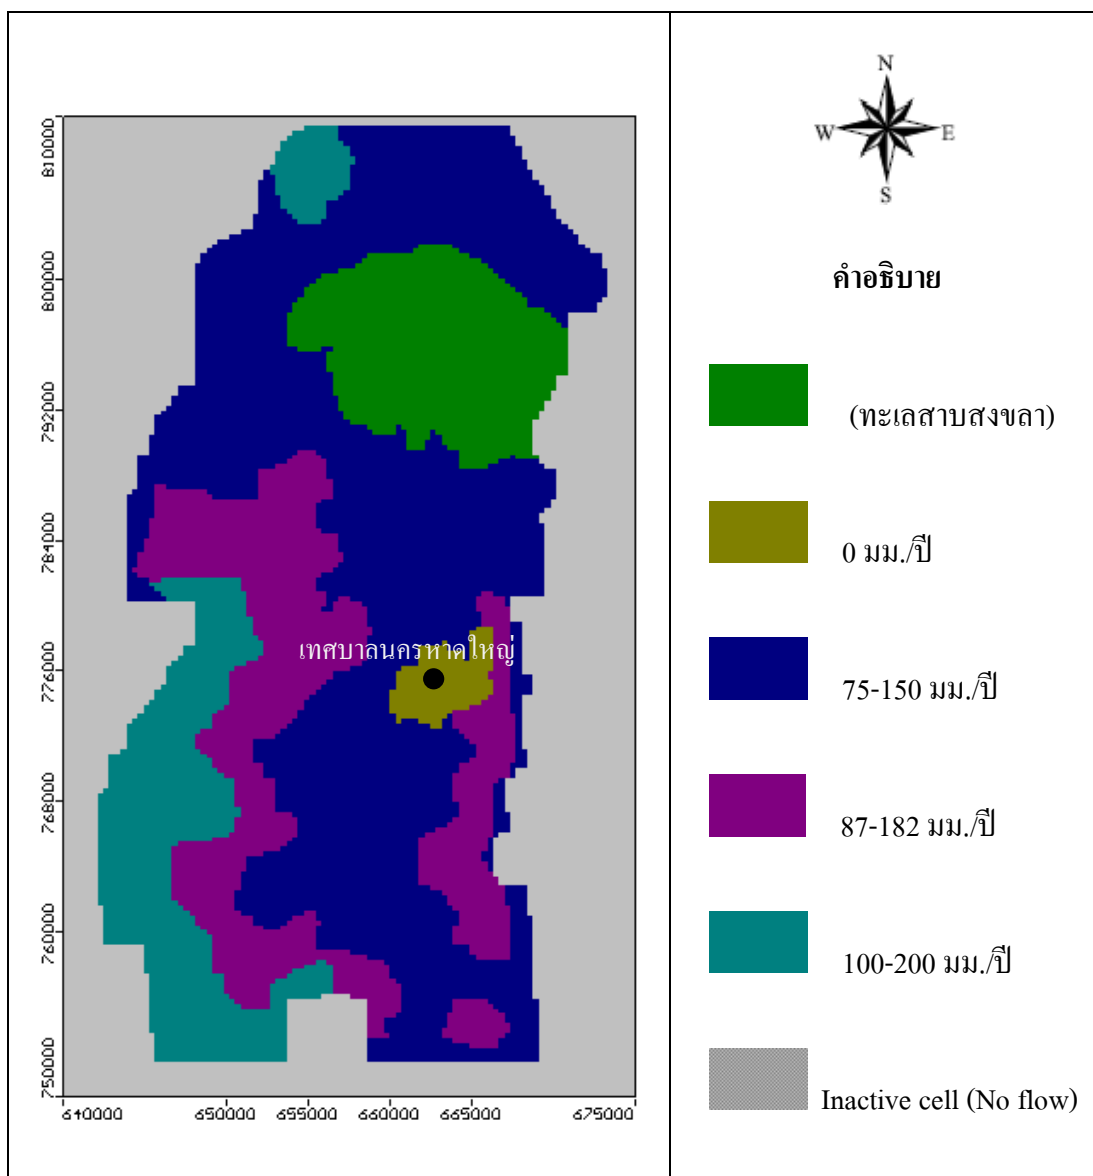 810000
800000
792000
784000
776000
768000
760000
750000
640000
650000
655000
660000
665000
675000
เทศบาลนครหาดใหญ่
N
W
E
S
คำอธิบาย
(ทะเลสาบสงขลา)
0 มม./ปี
75-150 มม./ปี
87-182 มม./ปี
100-200 มม./ปี
Inactive cell (No flow)